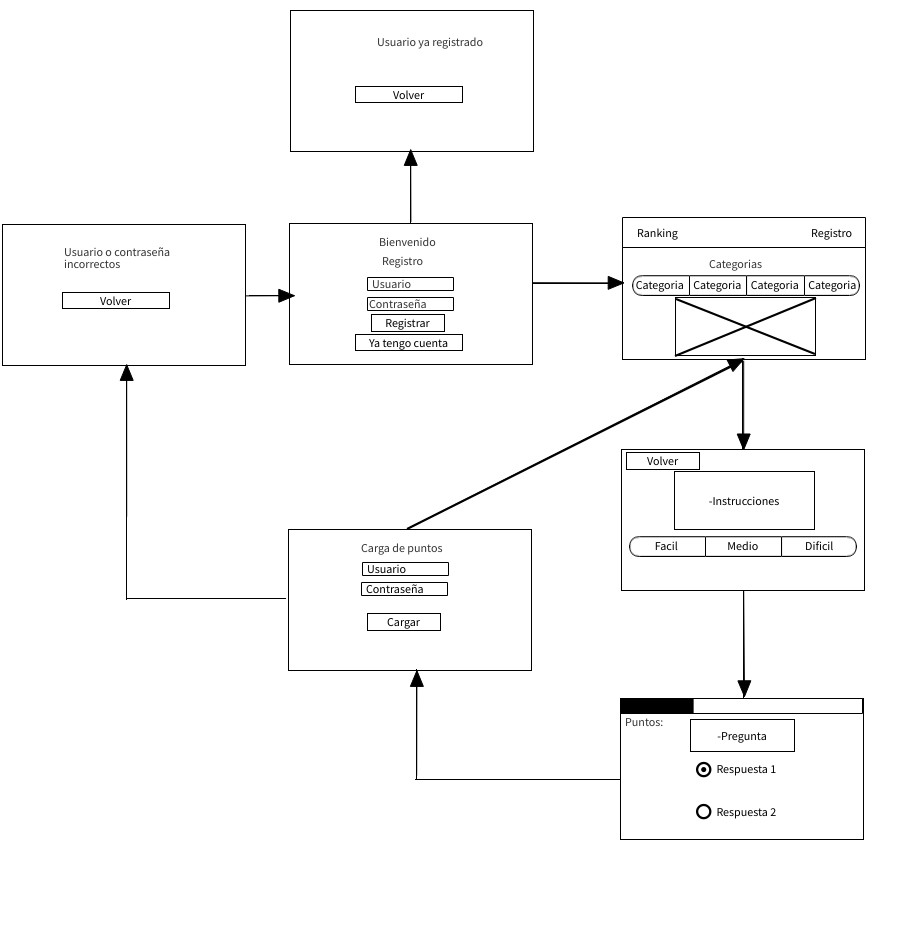 Usuario ya registrado
Volver
Usuario o contraseña
incorrectos
Volver
Bienvenido
Registro
Usuario
Contraseña
Registrar
Ya tengo cuenta
Ranking
Registro
Categorias
Categoria
Categoria
Categoria
Categoria
Volver
-Instrucciones
Facil
Medio
Dificil
Carga de puntos
Usuario
Contraseña
Cargar
Puntos:
-Pregunta
Respuesta 1
Respuesta 2